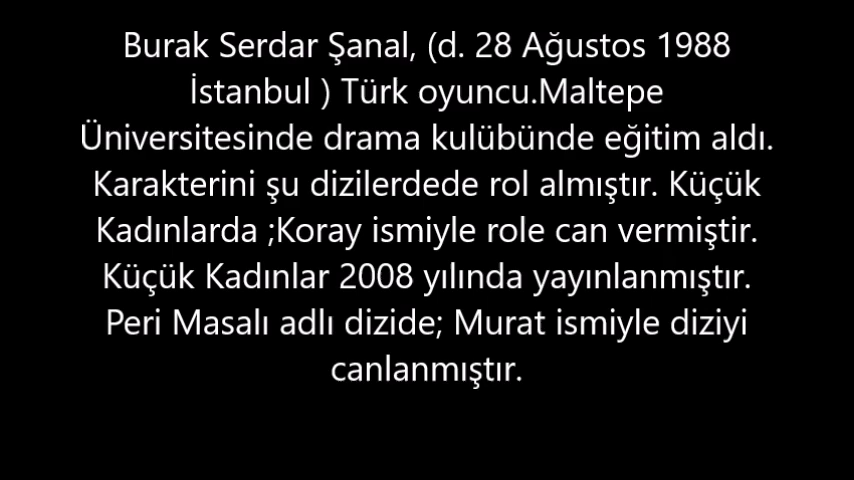 Burak Serdar Şanal, (d. 28 Ağustos 1988
İstanbul ) Türk oyuncu.Maltepe
Üniversitesinde drama kulübünde eğitim aldı.
Karakterini şu dizilerdede rol almıştır. Küçük
Kadınlarda ;Koray ismiyle role can vermiştir.
Küçük Kadınlar 2008 yılında yayınlanmıştır.
Peri Masalı adlı dizide; Murat ismiyle diziyi
canlanmıştır.